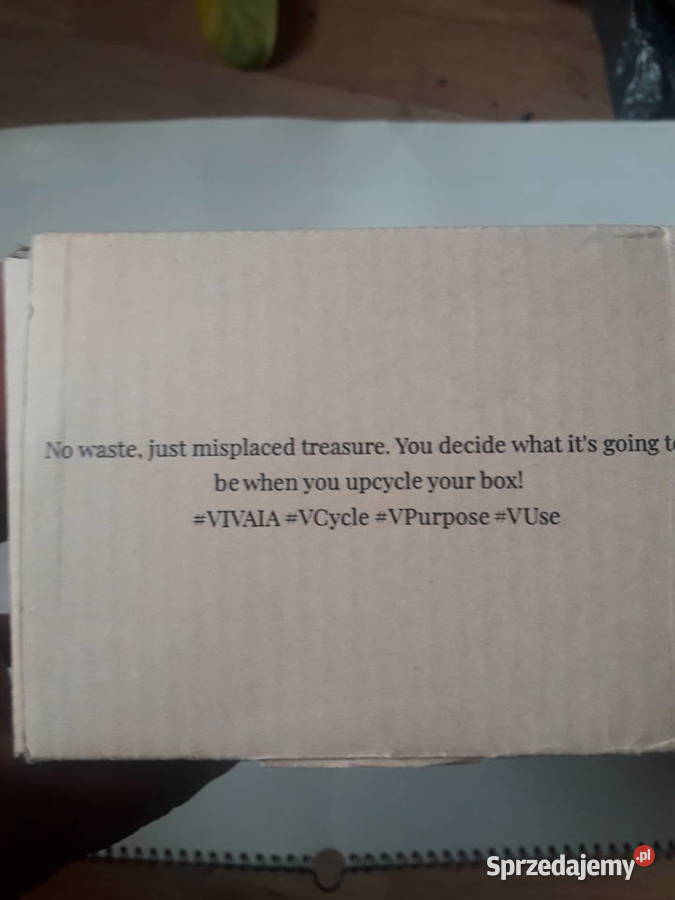 No waste, just misplaced treasure. You decide what it's going to
be when you upcycle your box!
#VIVAIA #VCycle #VPurpose #VUse
Sprzedajemy.pl